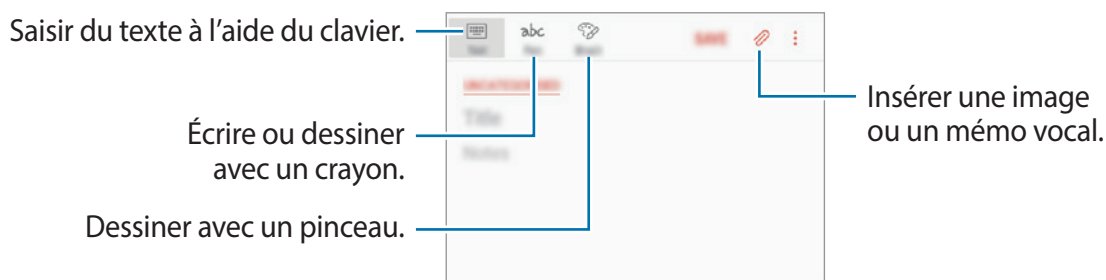 Saisir du texte à l’aide du clavier.
abc
SAVE
UNCATEGORISED
Title
Notes
Écrire ou dessiner
avec un crayon.
Dessiner avec un pinceau.
Insérer une image
ou un mémo vocal.